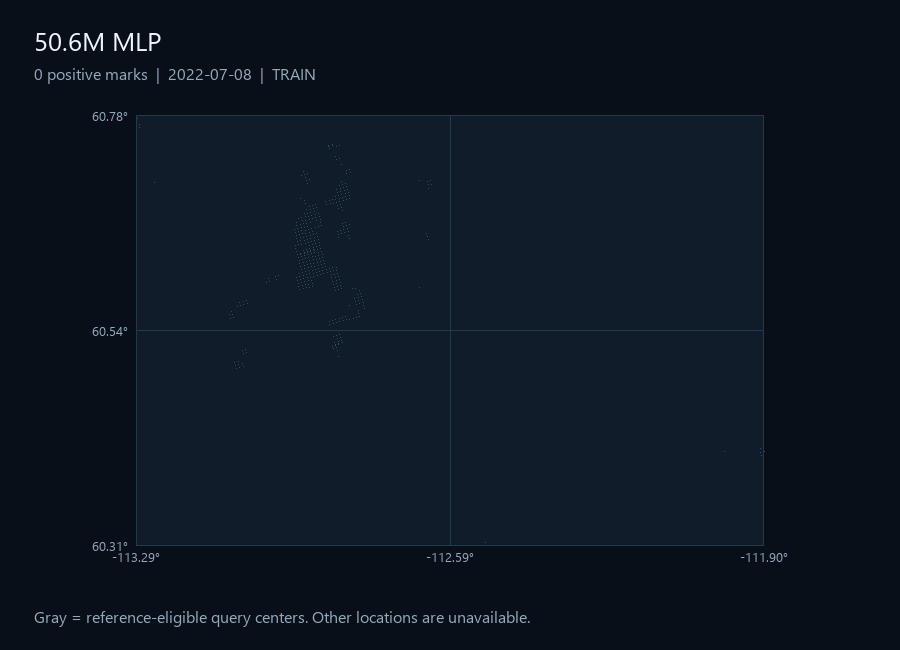 50.6M MLP
0 positive marks | 2022-07-08 | TRAIN
60.78°
60.54°
60.31°
-113.29°
-112.59°
-111.90°
Gray = reference-eligible query centers. Other locations are unavailable.